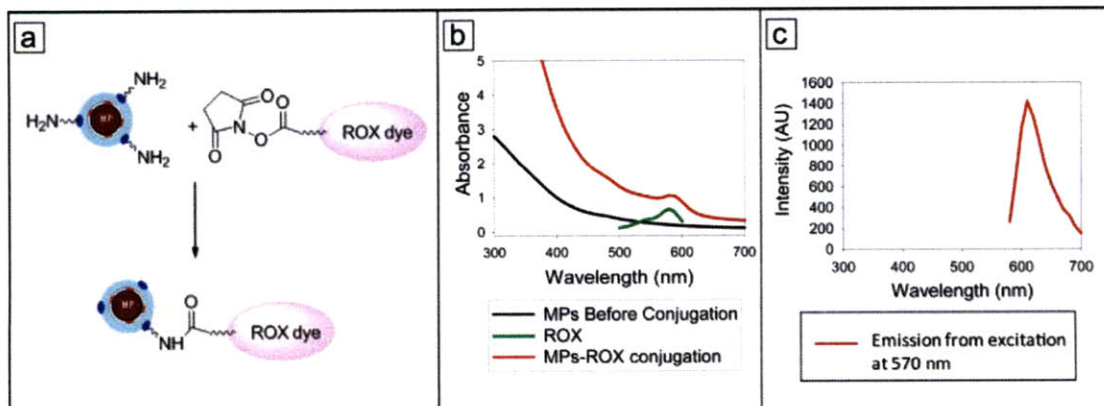 a
NH₂
H₂N
MP
NH₂
+
O
N
O
O
O
ROX dye
MP
O
NH
ROX dye
b
Absorbance
5
4
3
2
1
0
300 400 500 600 700
Wavelength (nm)
MPs Before Conjugation
ROX
MPs-ROX conjugation
c
Intensity (AU)
1600
1400
1200
1000
800
600
400
200
0
300 400 500 600 700
Wavelength (nm)
Emission from excitation
at 570 nm